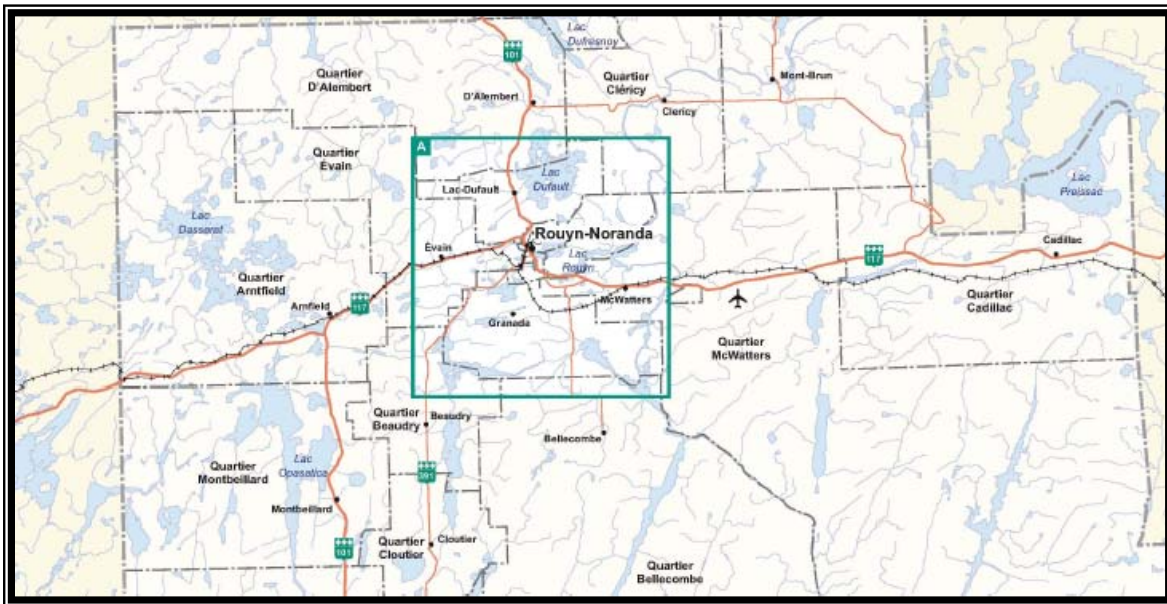 Lac
Dufresnoy
101
Quartier
D'Alembert
Quartier
Cléricy
Mont-Brun
D'Alembert
Clericy
A
Quartier
Évain
Lac
Dufault
Lac-Dufault
Lac
Preissac
Lac
Dasserat
Rouyn-Noranda
Évain
Lac
Rouyn
Cadillac
117
Quartier
Arntfield
Arnfield
117
McWatters
Quartier
Cadillac
Granada
Quartier
McWatters
Quartier
Beaudry
Beaudry
Bellecombe
Lac
Opasatica
Quartier
Montbeillard
391
Montbeillard
101
Quartier
Cloutier
Cloutier
Quartier
Bellecombe